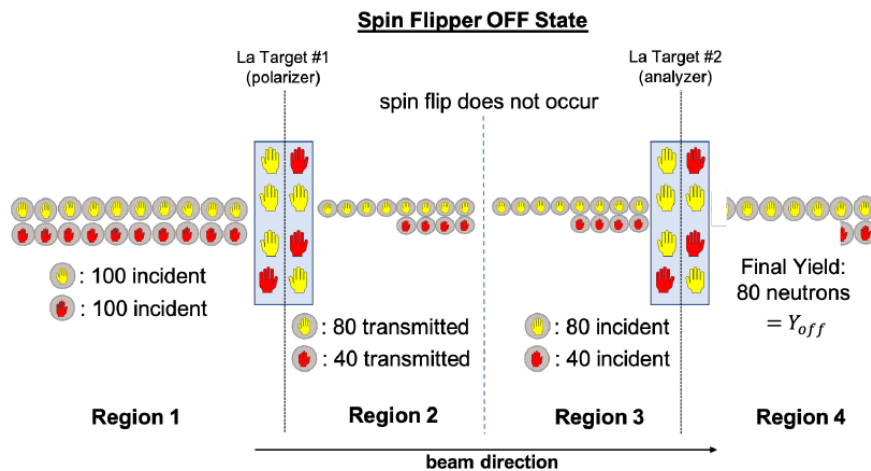 Spin Flipper OFF State
La Target #1
(polarizer)
La Target #2
(analyzer)
spin flip does not occur
: 100 incident
: 100 incident
: 80 transmitted
: 40 transmitted
: 80 incident
: 40 incident
Final Yield:
80 neutrons
= Y_off
Region 1
Region 2
Region 3
Region 4
beam direction